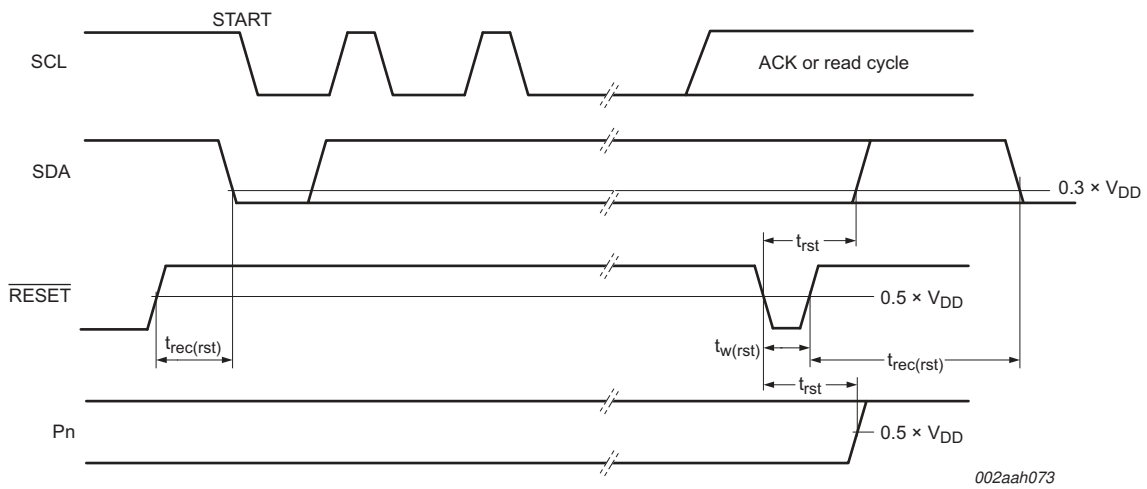 START
SCL
ACK or read cycle
SDA
0.3 × VDD
trst
RESET
0.5 × VDD
trec(rst)
tw(rst)
trec(rst)
trst
Pn
0.5 × VDD
002aah073